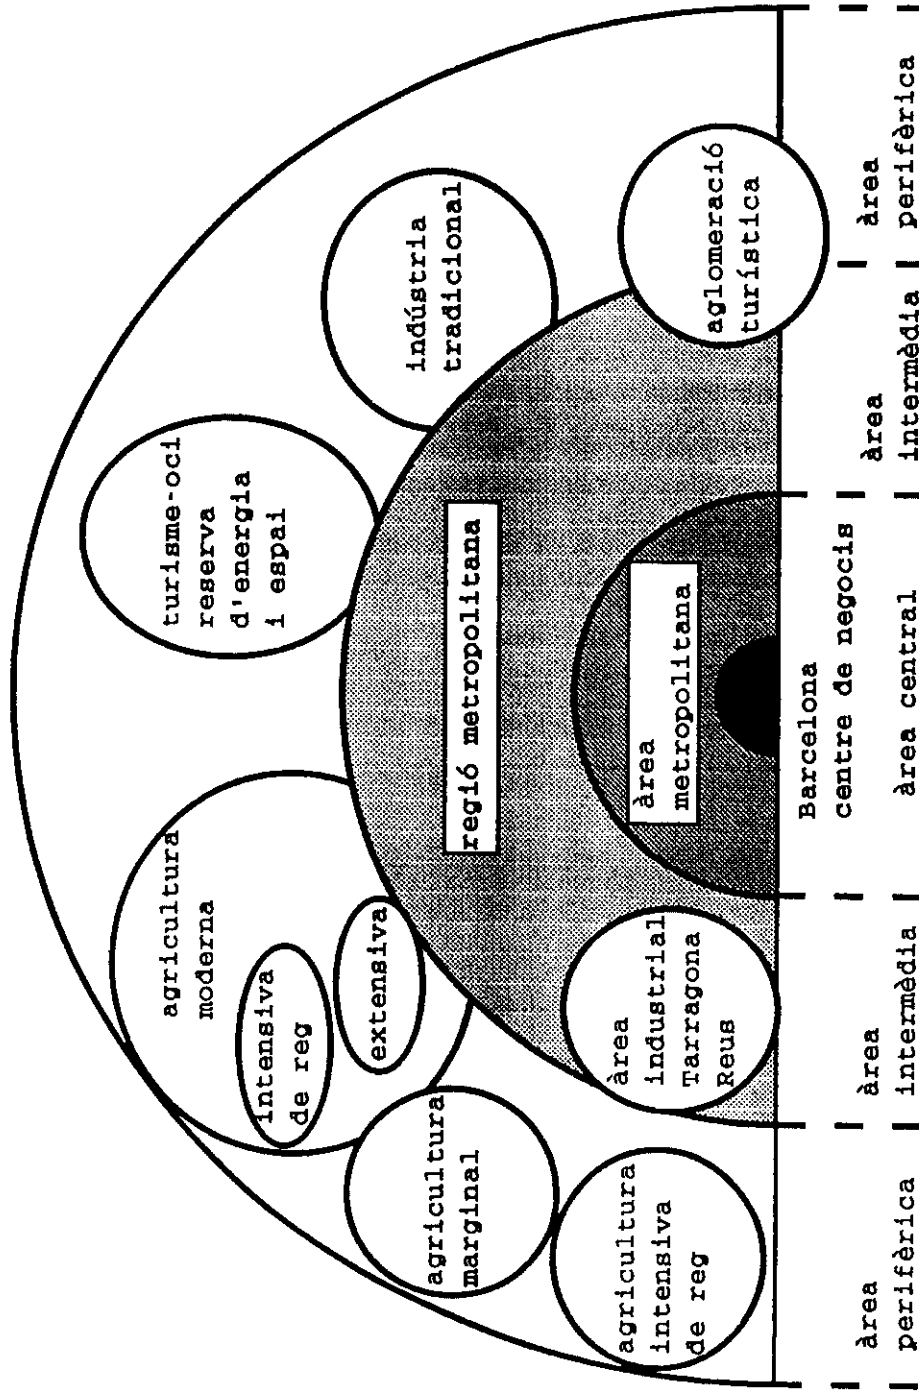 turisme-oci
reserva
d'energia
i espai
agricultura
moderna
intensiva
de reg
extensiva
indústria
tradicional
agricultura
marginal
regió metropolitana
àrea
metropolitana
agricultura
intensiva
de reg
àrea
industrial
Tarragona
Reus
aglomeració
turística
Barcelona
centre de negocis
àrea
perifèrica
àrea
intermèdia
àrea central
àrea
intermèdia
àrea
perifèrica